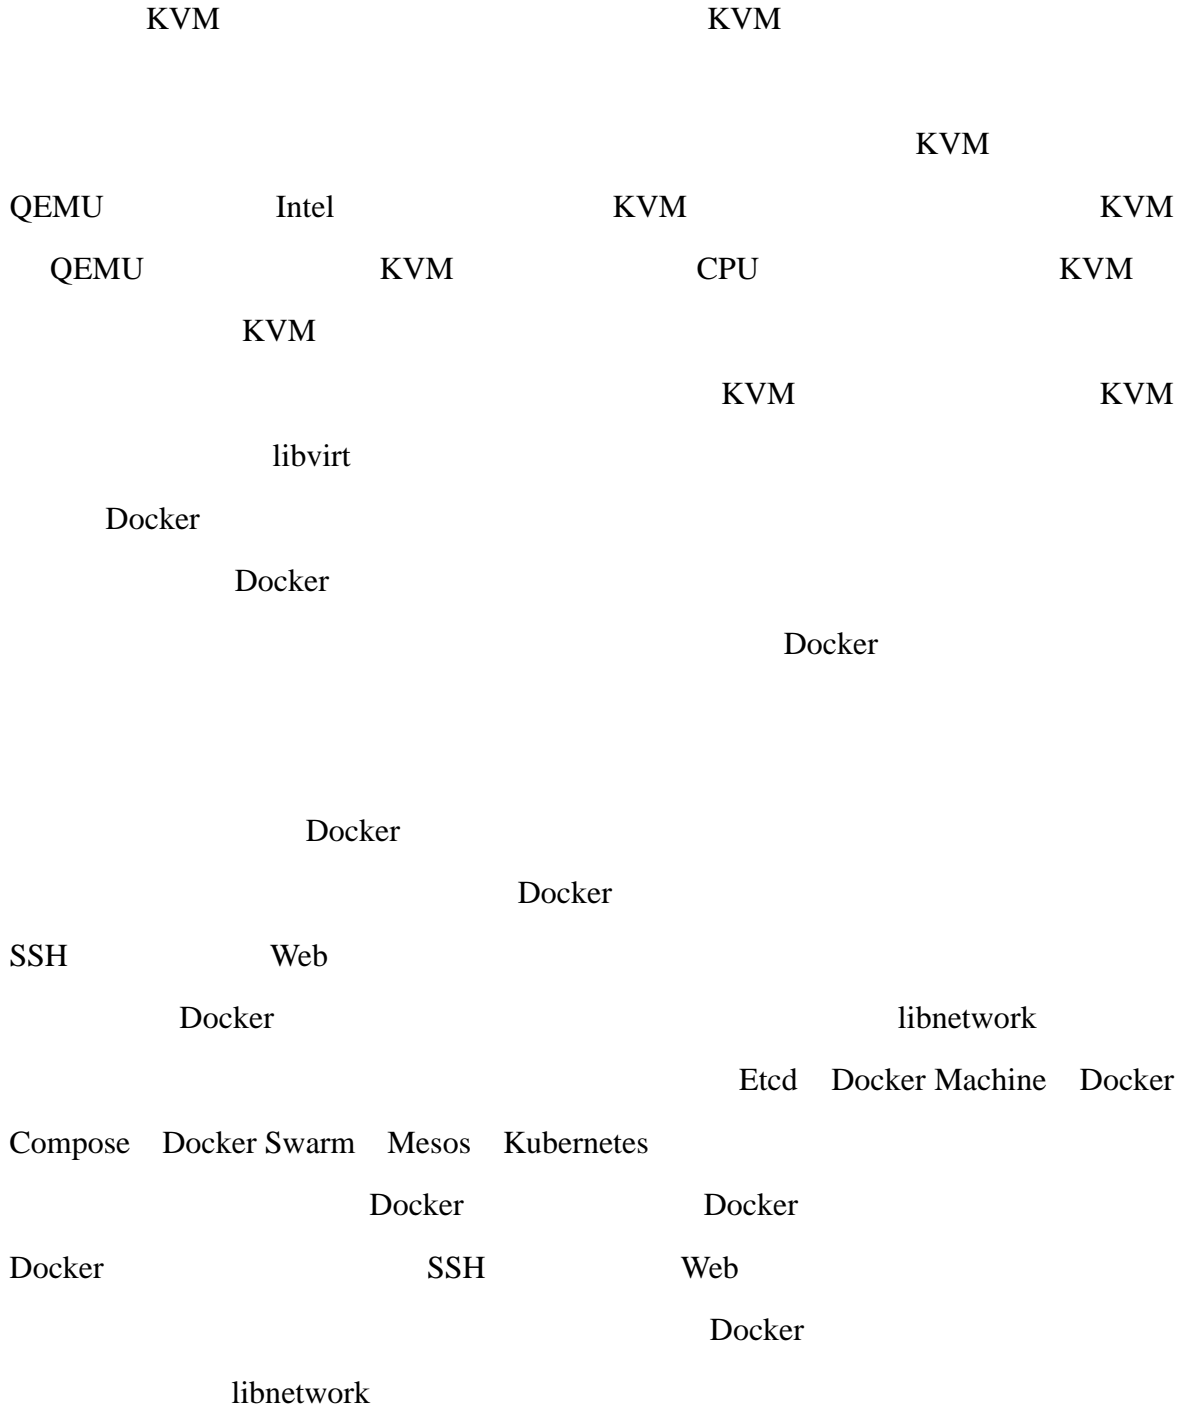 KVM KVM
KVM
QEMU Intel KVM KVM
QEMU KVM CPU KVM
KVM
KVM KVM
libvirt
Docker
Docker
Docker
Docker
Docker
SSH Web
Docker libnetwork
Etcd Docker Machine Docker
Compose Docker Swarm Mesos Kubernetes
Docker Docker
Docker SSH Web
Docker
libnetwork